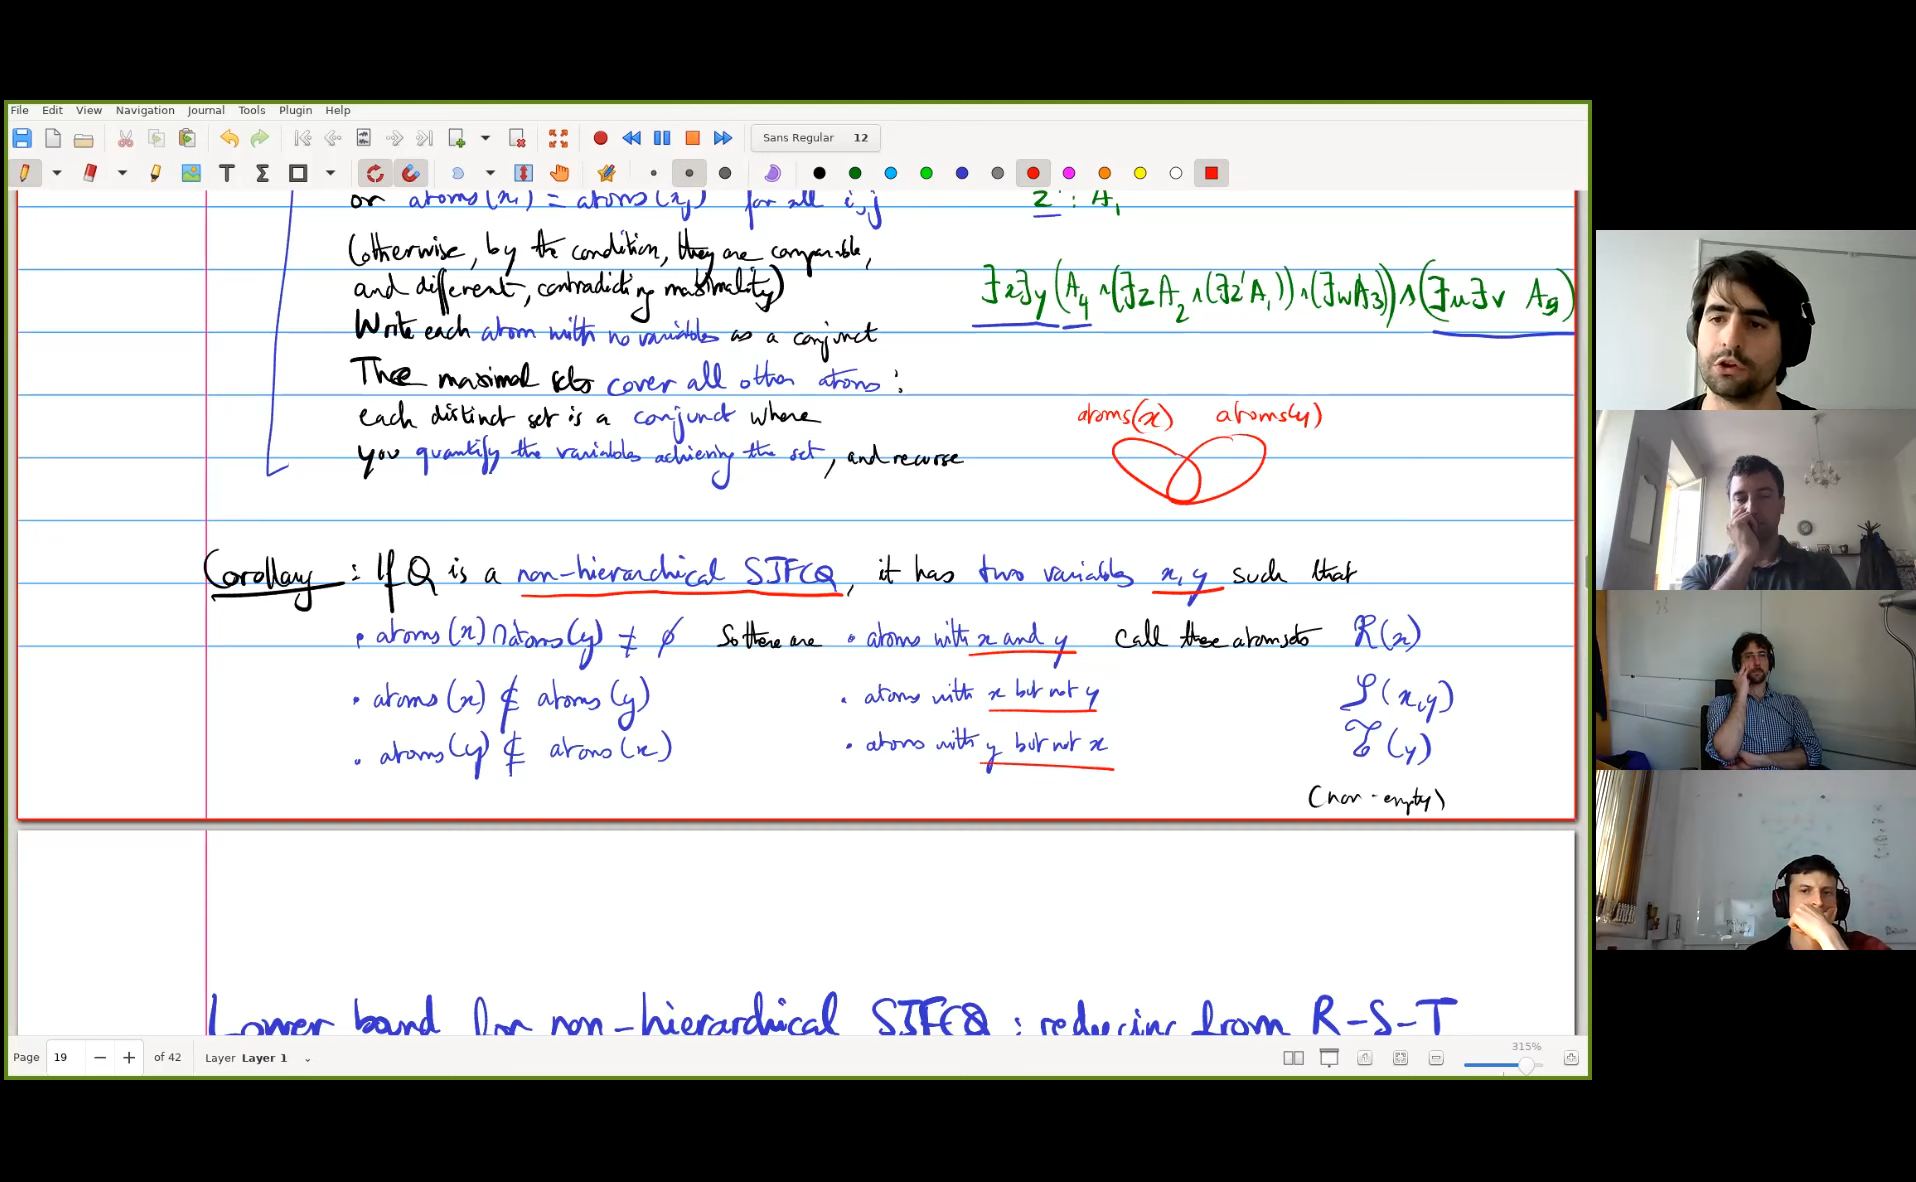 File Edit View Navigation Journal Tools Plugin Help
Sans Regular 12
or atoms(xi) = atoms(xj) for all i,j
z' : A1
(otherwise, by the condition, they are comparable,
and different, contradicting maximality)
∃x∃y(A4 ∧(∃z A2 ∧(∃z' A1)) ∧(∃w A3)) ∧ (∃u∃v A5)
Write each atom with no variables as a conjunct
These maximal sets cover all other atoms :
each distinct set is a conjunct where
you quantify the variables achieving the set, and recurse
atoms(x) atoms(y)
Corollary : If Q is a non-hierarchical SJFCQ, it has two variables x, y such that
• atoms(x) ∩ atoms(y) ≠ ∅ So there are • atoms with x and y Call these atom sets R(x)
• atoms(x) ⊄ atoms(y) • atoms with x but not y S(x,y)
• atoms(y) ⊄ atoms(x) • atoms with y but not x T(y)
(non-empty)
Lower bound for non-hierarchical SJFCQ : reducing from R-S-T
Page 19 of 42 Layer Layer 1 315%